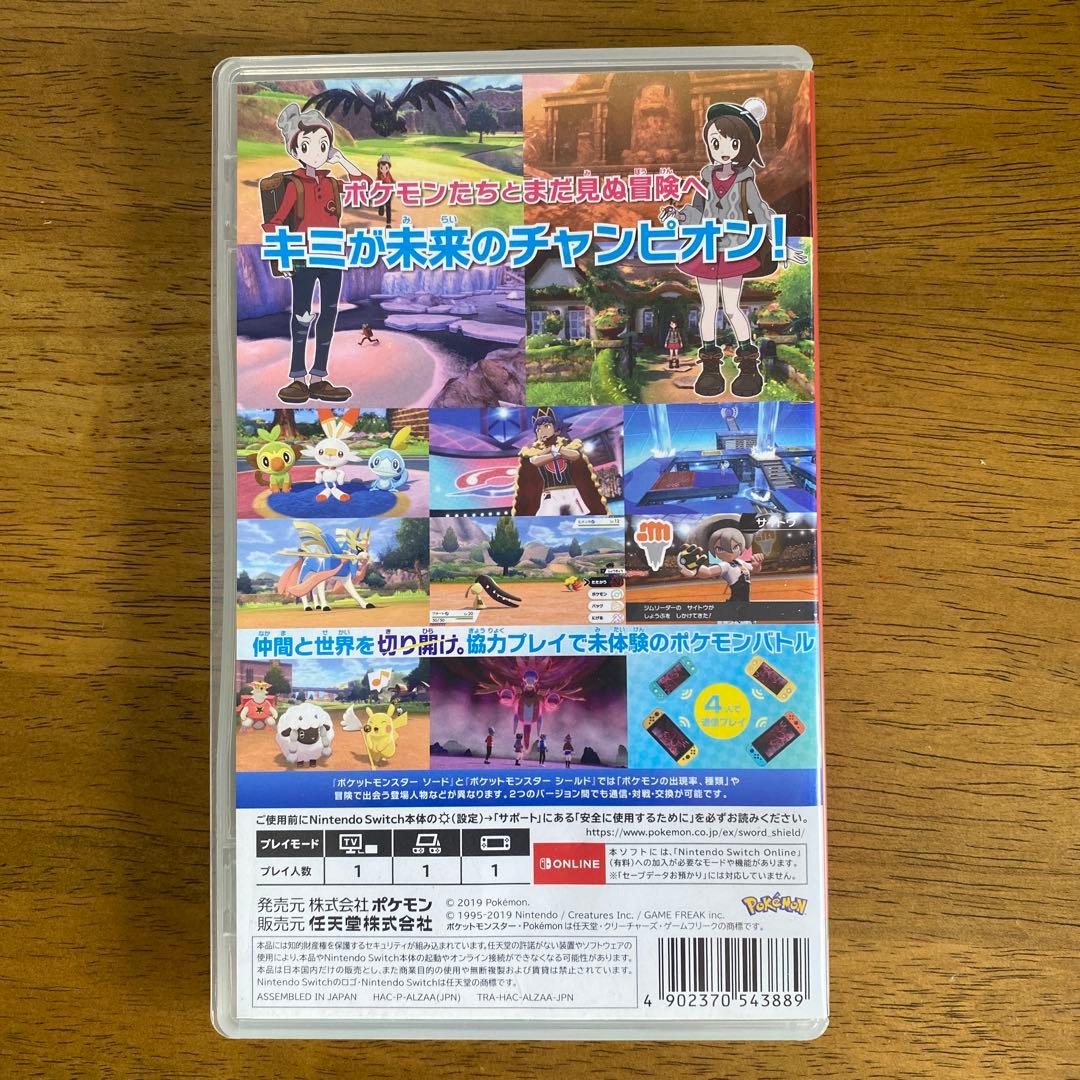 ポケモンたちとまだ見ぬ冒険へ
キミが未来のチャンピオン!
サイトウ
たたかう
ポケモン
バッグ
にげる
ジムリーダーの サイトウが
しょうぶを しかけてきた!
仲間と世界を切り開け。協力プレイで未体験のポケモンバトル
4人で
通信プレイ
『ポケットモンスター ソード』と『ポケットモンスター シールド』では「ポケモンの出現率、種類」や
冒険で出会う登場人物などが異なります。2つのバージョン間でも通信・対戦・交換が可能です。
ご使用前にNintendo Switch本体の(設定)→「サポート」にある「安全に使用するために」を必ずお読みください。
https://www.pokemon.co.jp/ex/sword_shield/
プレイモード TV
プレイ人数 1 1 1
ONLINE
本ソフトには、「Nintendo Switch Online」
(有料)への加入が必要なモードや機能があります。
※「セーブデータお預かり」には対応していません。
発売元 株式会社ポケモン
販売元 任天堂株式会社
© 2019 Pokémon.
© 1995-2019 Nintendo / Creatures Inc. / GAME FREAK inc.
ポケットモンスター・Pokémonは任天堂・クリーチャーズ・ゲームフリークの商標です。
POKéMON
本品には知的財産権を保護するセキュリティが組み込まれています。任天堂の許諾がない装置やソフトウェアの
使用により、本品やNintendo Switch本体の起動やオンライン接続ができなくなる可能性があります。
本品は日本国内だけの販売とし、また商業目的の使用や無断複製および賃貸は禁止されています。
Nintendo Switchのロゴ・Nintendo Switchは任天堂の商標です。
ASSEMBLED IN JAPAN HAC-P-ALZAA(JPN) TRA-HAC-ALZAA-JPN
4 902370 543889